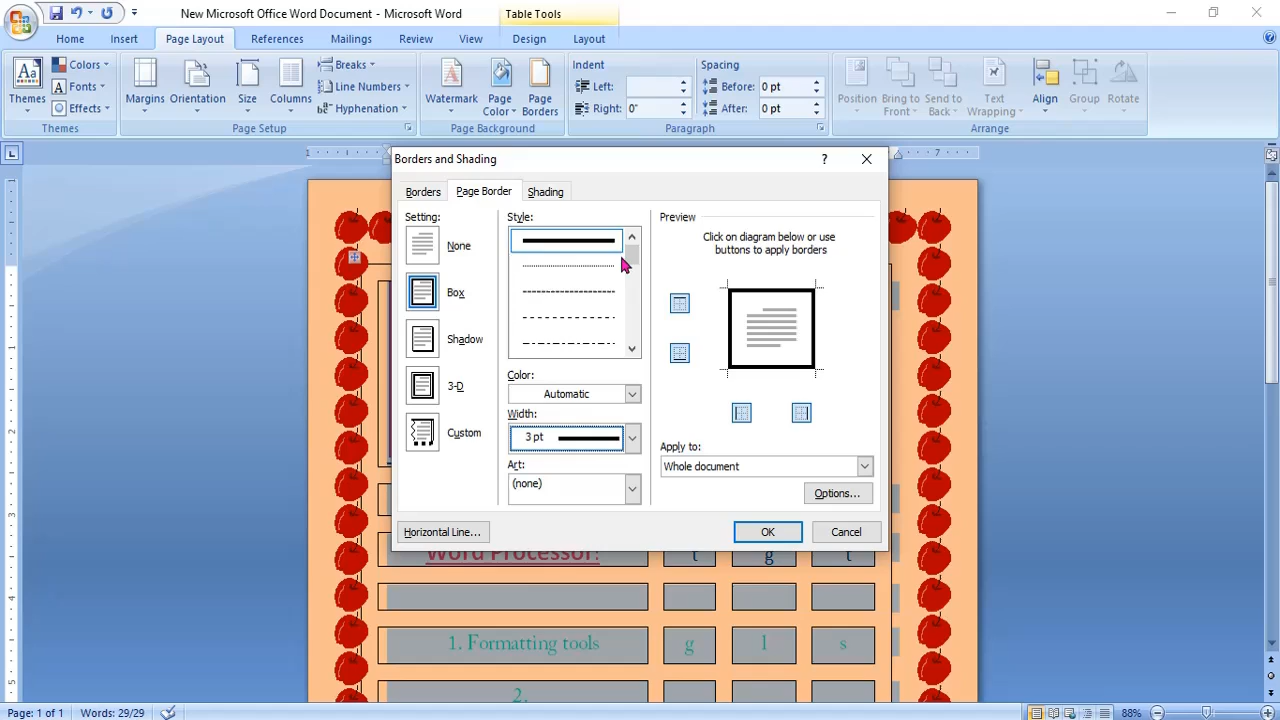 New Microsoft Office Word Document - Microsoft Word
Table Tools
Home Insert Page Layout References Mailings Review View Design Layout
Themes
Colors
Fonts
Effects
Themes
Margins
Orientation
Size
Columns
Breaks
Line Numbers
Hyphenation
Page Setup
Watermark
Page Color
Page Borders
Page Background
Indent
Left:
Right: 0"
Spacing
Before: 0 pt
After: 0 pt
Paragraph
Position
Bring to Front
Send to Back
Text Wrapping
Align
Group
Rotate
Arrange
Borders and Shading
?
Borders Page Border Shading
Setting:
None
Box
Shadow
3-D
Custom
Style:
Color:
Automatic
Width:
3 pt
Art:
(none)
Preview
Click on diagram below or use
buttons to apply borders
Apply to:
Whole document
Options...
Horizontal Line...
OK
Cancel
Word Processor: t g t
1. Formatting tools g l s
2.
Page: 1 of 1 Words: 29/29 88%